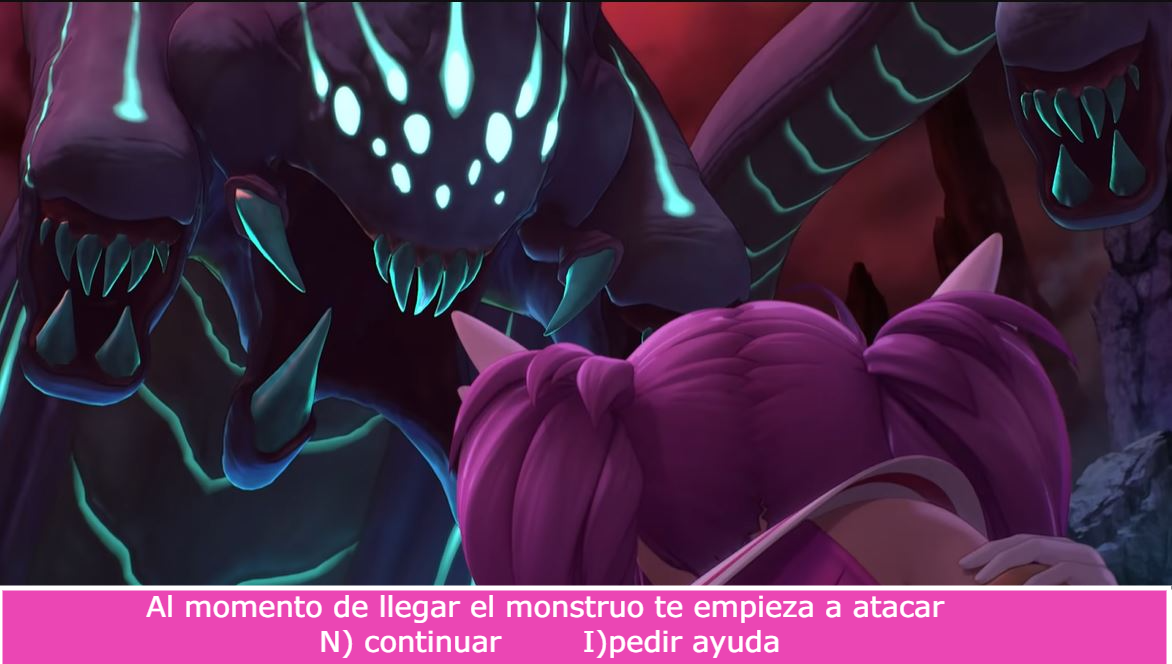 Al momento de llegar el monstruo te empieza a atacar
N) continuar I)pedir ayuda